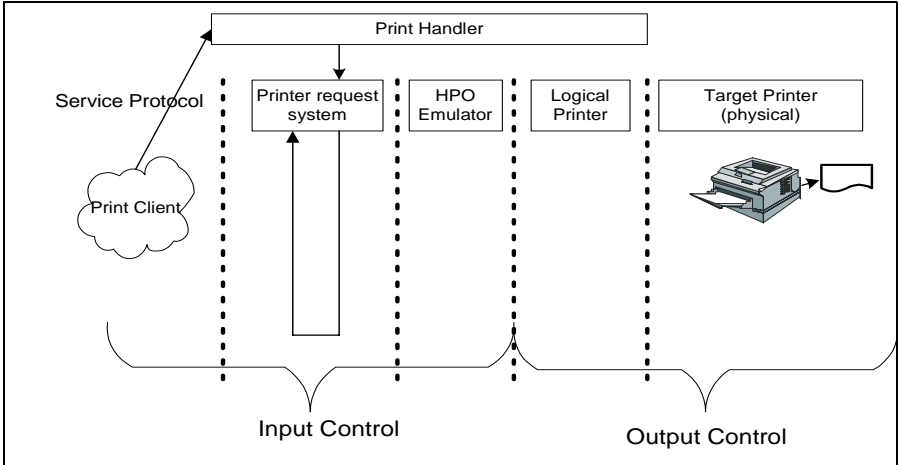 Print Handler
Service Protocol
Printer request
system
HPO
Emulator
Logical
Printer
Target Printer
(physical)
Print Client
Input Control
Output Control